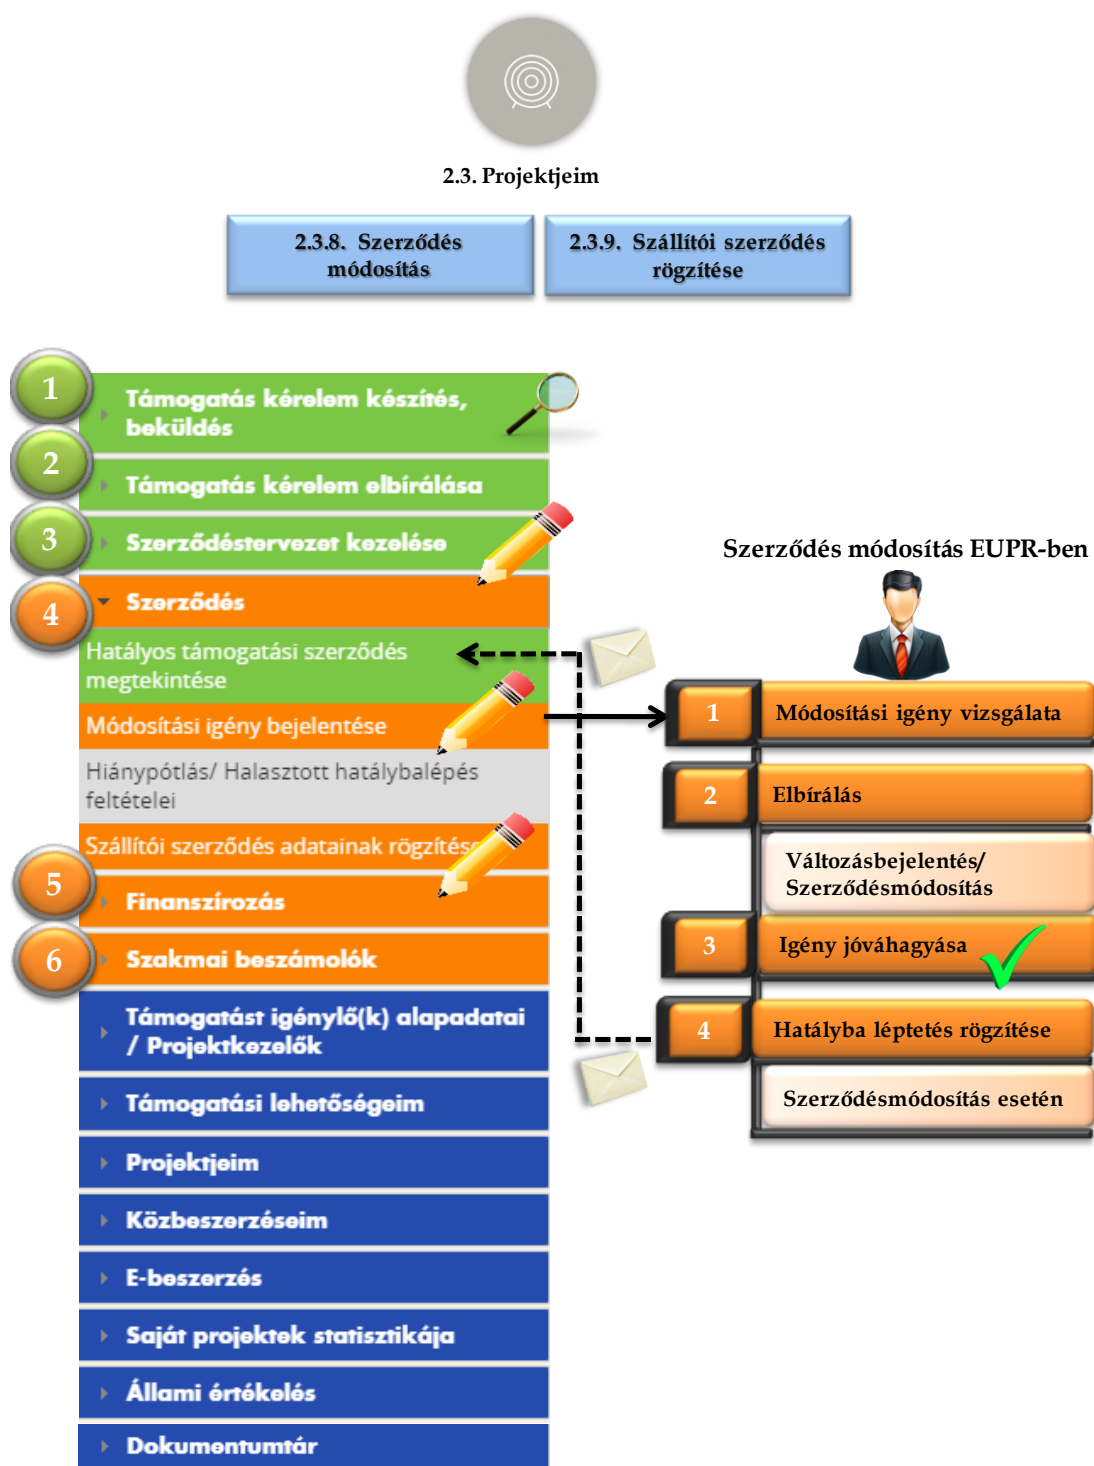 2.3. Projektjeim
2.3.8. Szerződés
módosítás
2.3.9. Szállítói szerződés
rögzítése
1
Támogatás kérelem készítés,
beküldés
2
Támogatás kérelem elbírálása
3
Szerződéstervezet kezelése
4
Szerződés
Hatályos támogatási szerződés
megtekintése
Módosítási igény bejelentése
Hiánypótlás/ Halasztott hatálybalépés
feltételei
Szállítói szerződés adatainak rögzítése
5
Finanszírozás
6
Szakmai beszámolók
Támogatást igénylő(k) alapadatai
/ Projektkezelők
Támogatási lehetőségeim
Projektjeim
Közbeszerzéseim
E-beszerzés
Saját projektek statisztikája
Állami értékelés
Dokumentumtár
Szerződés módosítás EUPR-ben
1
Módosítási igény vizsgálata
2
Elbírálás
Változásbejelentés/
Szerződésmódosítás
3
Igény jóváhagyása
4
Hatályba léptetés rögzítése
Szerződésmódosítás esetén